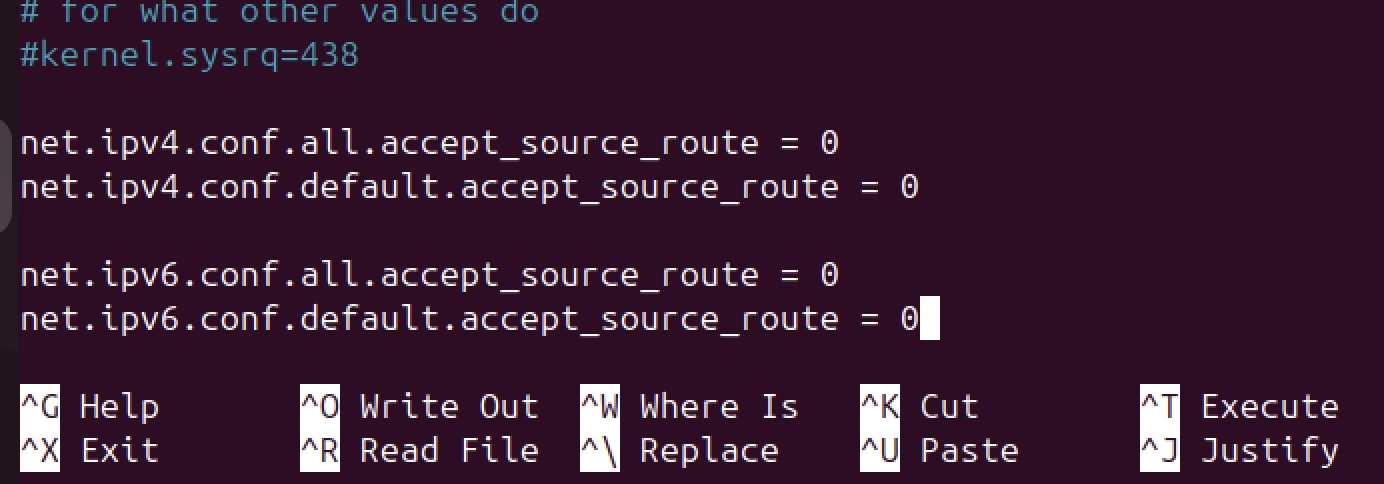 # for what other values do
#kernel.sysrq=438
net.ipv4.conf.all.accept_source_route = 0
net.ipv4.conf.default.accept_source_route = 0
net.ipv6.conf.all.accept_source_route = 0
net.ipv6.conf.default.accept_source_route = 0
^G Help ^O Write Out ^W Where Is ^K Cut ^T Execute
^X Exit ^R Read File ^\ Replace ^U Paste ^J Justify